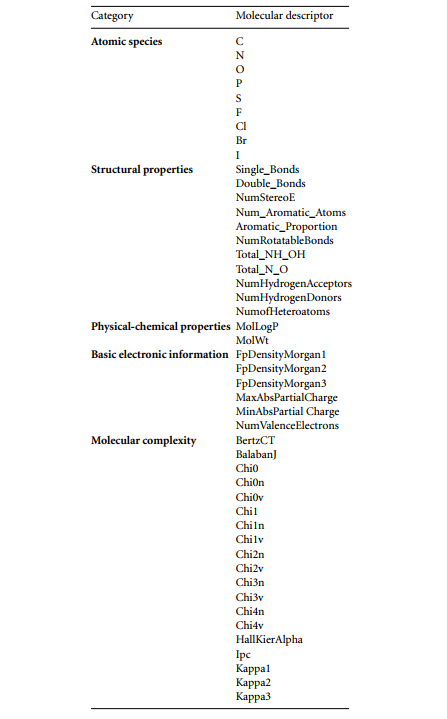 Category Molecular descriptor
Atomic species C
N
O
P
S
F
Cl
Br
I
Structural properties Single_Bonds
Double_Bonds
NumStereoE
Num_Aromatic_Atoms
Aromatic_Proportion
NumRotatableBonds
Total_NH_OH
Total_N_O
NumHydrogenAcceptors
NumHydrogenDonors
NumofHeteroatoms
Physical-chemical properties MolLogP
MolWt
Basic electronic information FpDensityMorgan1
FpDensityMorgan2
FpDensityMorgan3
MaxAbsPartialCharge
MinAbsPartial Charge
NumValenceElectrons
Molecular complexity BertzCT
BalabanJ
Chi0
Chi0n
Chi0v
Chi1
Chi1n
Chi1v
Chi2n
Chi2v
Chi3n
Chi3v
Chi4n
Chi4v
HallKierAlpha
Ipc
Kappa1
Kappa2
Kappa3